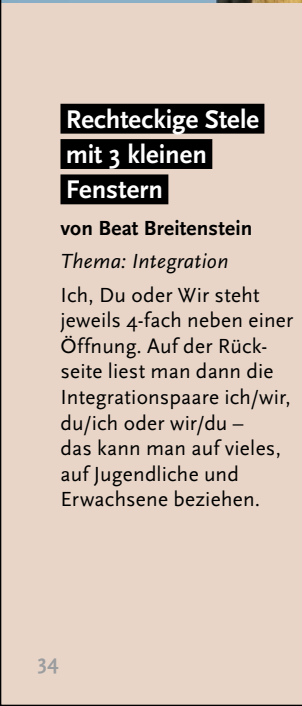 Rechteckige Stele
mit 3 kleinen
Fenstern
von Beat Breitenstein
Thema: Integration
Ich, Du oder Wir steht
jeweils 4-fach neben einer
Öffnung. Auf der Rück-
seite liest man dann die
Integrationspaare ich/wir,
du/ich oder wir/du –
das kann man auf vieles,
auf Jugendliche und
Erwachsene beziehen.
34